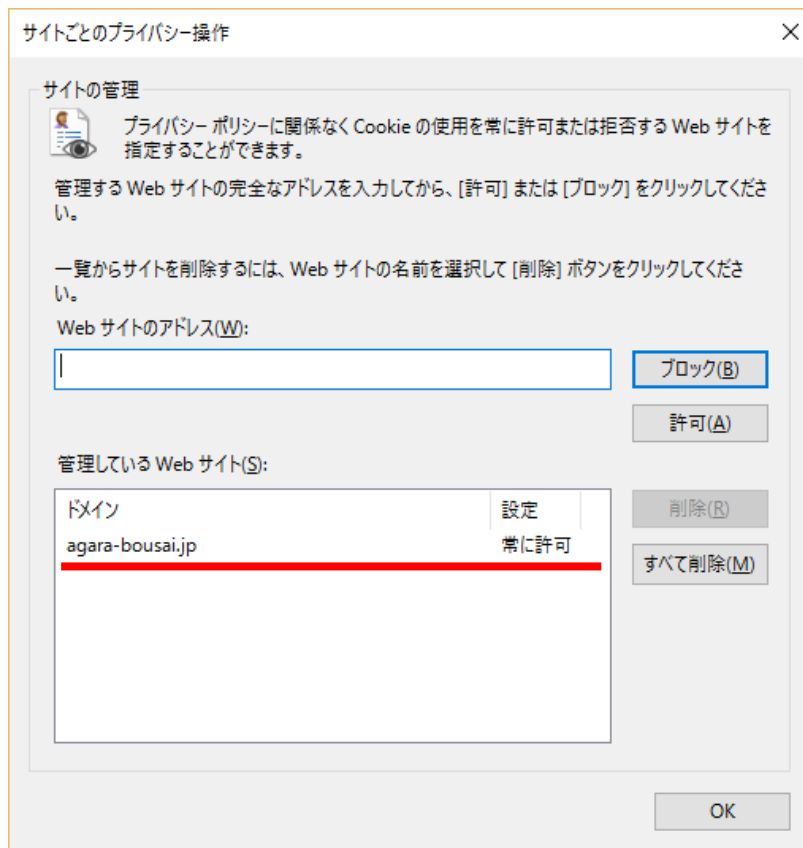 サイトごとのプライバシー操作
サイトの管理
プライバシー ポリシーに関係なく Cookie の使用を常に許可または拒否する Web サイトを
指定することができます。
管理する Web サイトの完全なアドレスを入力してから、[許可] または [ブロック] をクリックしてくださ
い。
一覧からサイトを削除するには、Web サイトの名前を選択して [削除] ボタンをクリックしてくださ
い。
Web サイトのアドレス(W):
ブロック(B)
許可(A)
管理している Web サイト(S):
ドメイン 設定
削除(R)
agara-bousai.jp 常に許可
すべて削除(M)
OK